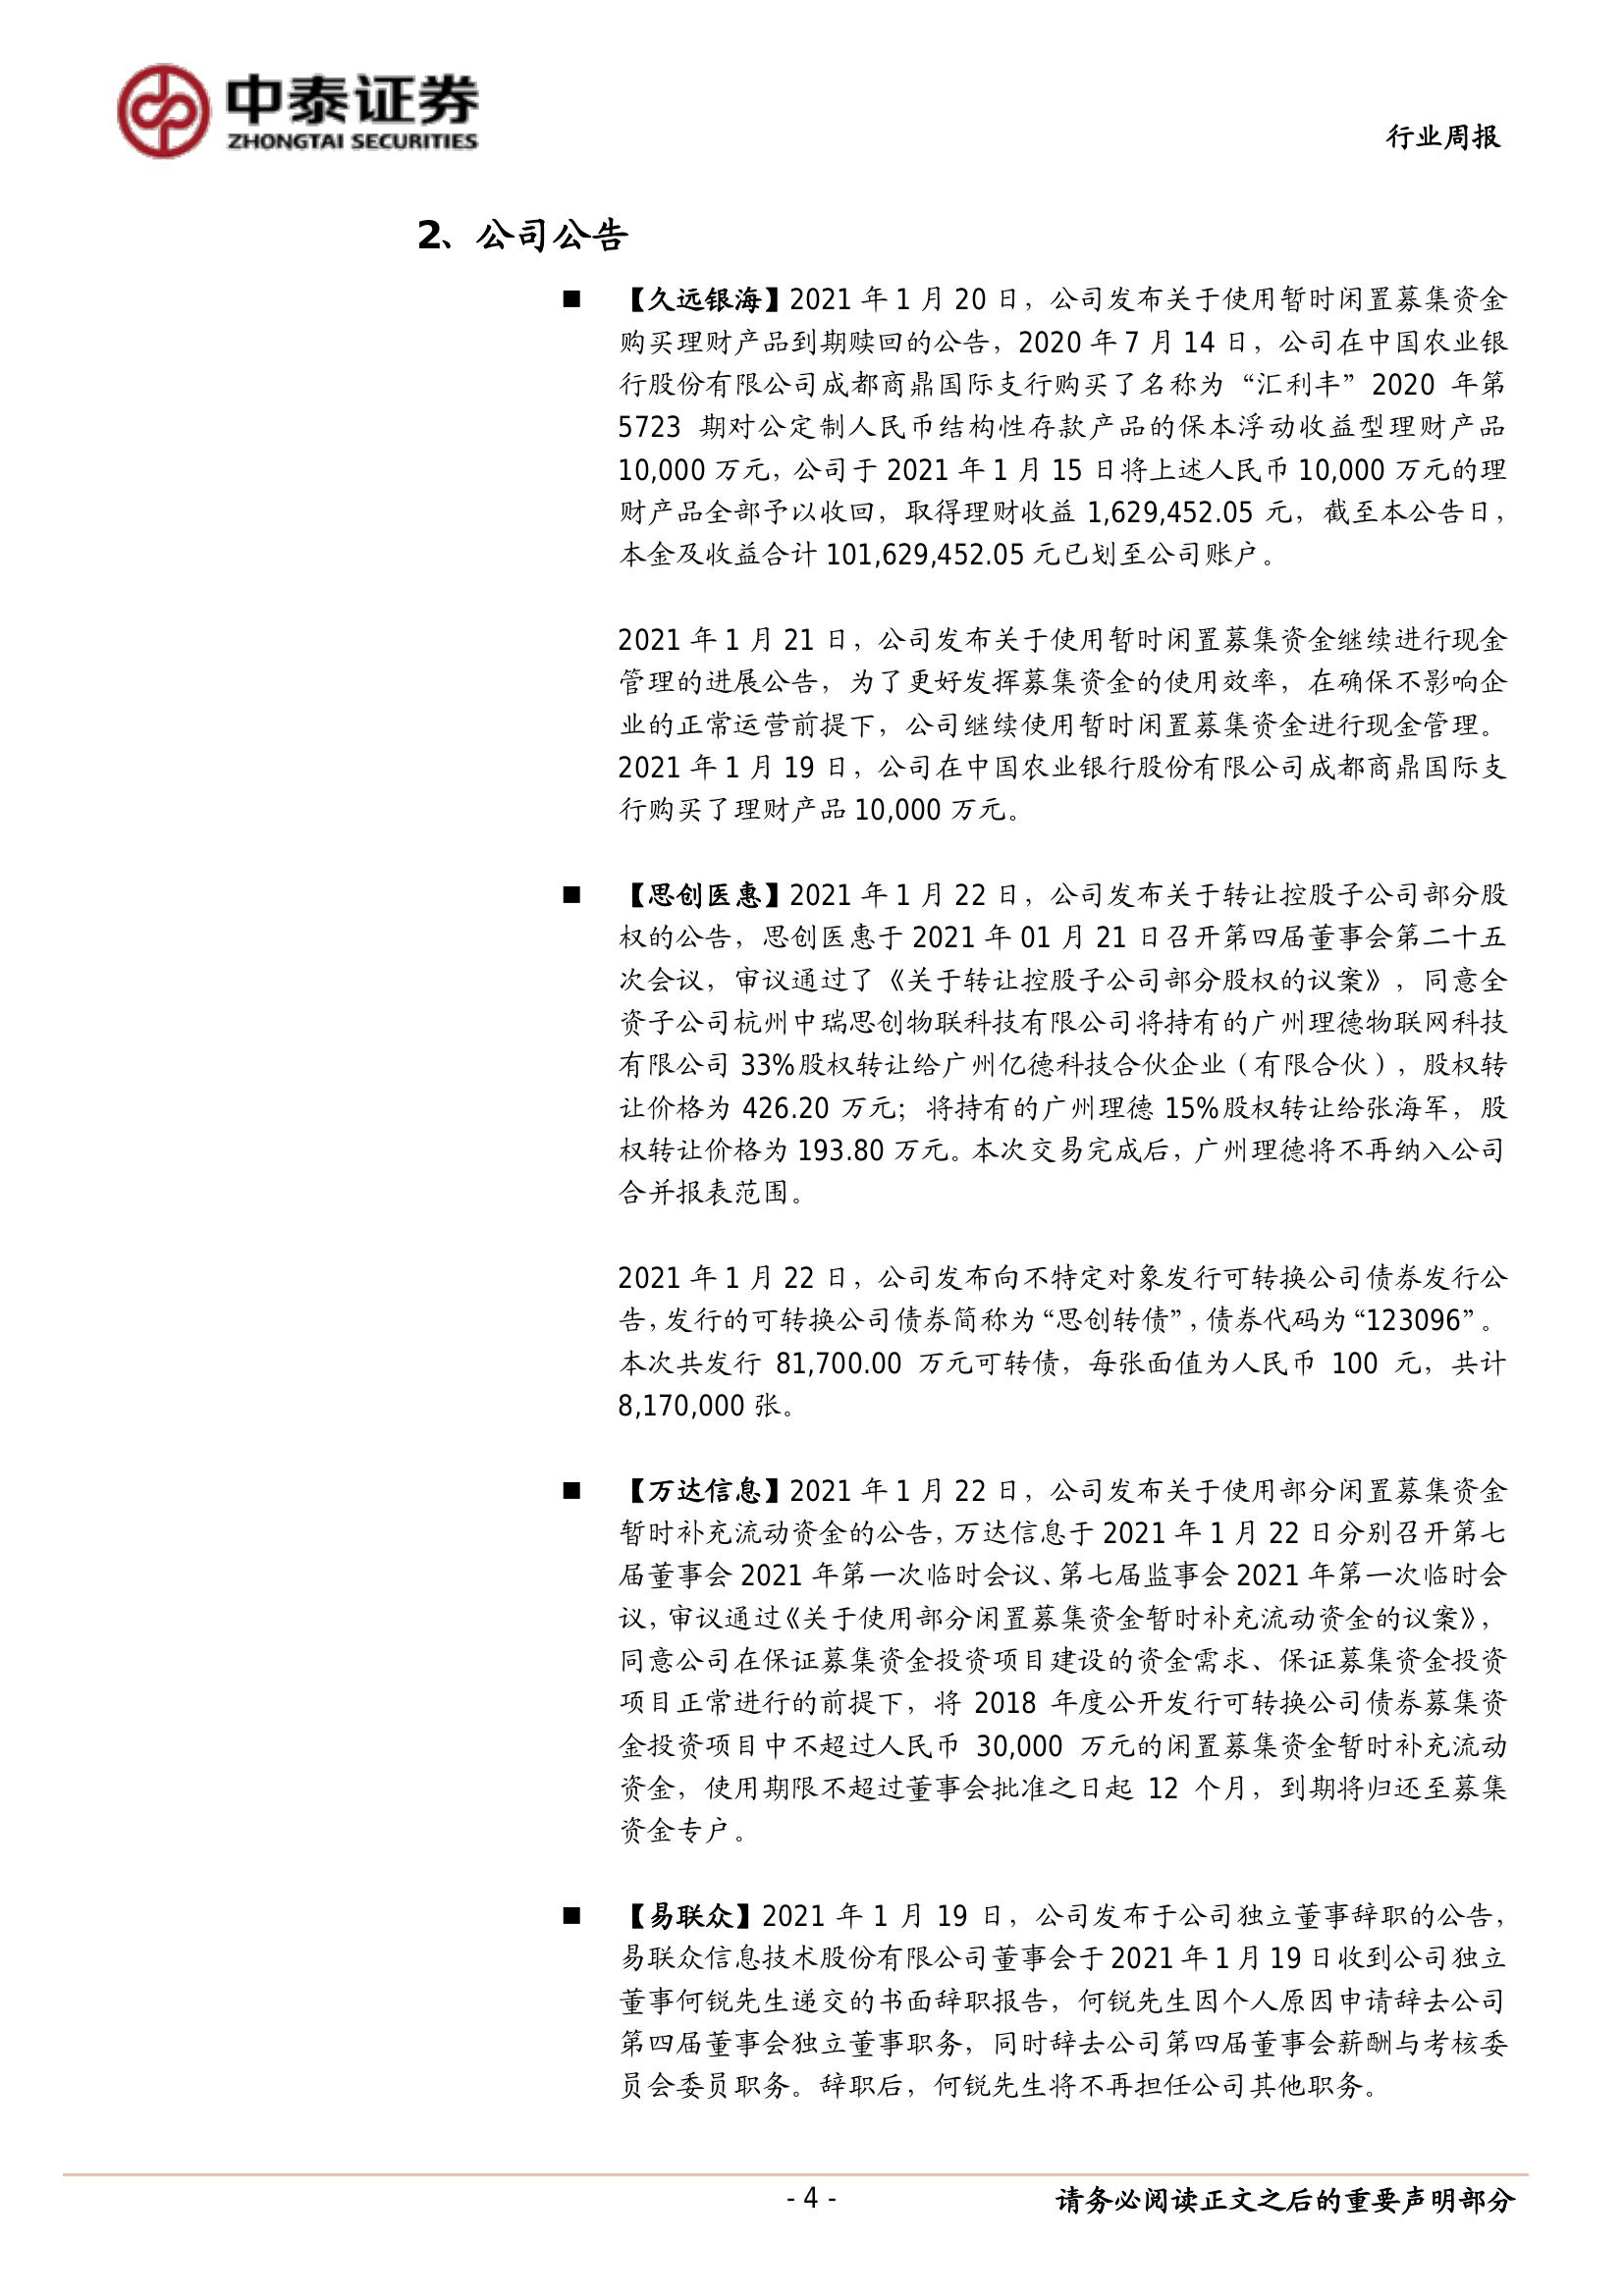 中泰证券
ZHONGTAI SECURITIES
行业周报
2、公司公告
■ 【久远银海】2021 年 1 月 20 日，公司发布关于使用暂时闲置募集资金
购买理财产品到期赎回的公告，2020 年 7 月 14 日，公司在中国农业银
行股份有限公司成都商鼎国际支行购买了名称为“汇利丰”2020 年第
5723 期对公定制人民币结构性存款产品的保本浮动收益型理财产品
10,000 万元，公司于 2021 年 1 月 15 日将上述人民币 10,000 万元的理
财产品全部予以收回，取得理财收益 1,629,452.05 元，截至本公告日，
本金及收益合计 101,629,452.05 元已划至公司账户。
2021 年 1 月 21 日，公司发布关于使用暂时闲置募集资金继续进行现金
管理的进展公告，为了更好发挥募集资金的使用效率，在确保不影响企
业的正常运营前提下，公司继续使用暂时闲置募集资金进行现金管理。
2021 年 1 月 19 日，公司在中国农业银行股份有限公司成都商鼎国际支
行购买了理财产品 10,000 万元。
■ 【思创医惠】2021 年 1 月 22 日，公司发布关于转让控股子公司部分股
权的公告，思创医惠于 2021 年 01 月 21 日召开第四届董事会第二十五
次会议，审议通过了《关于转让控股子公司部分股权的议案》，同意全
资子公司杭州中瑞思创物联科技有限公司将持有的广州理德物联网科技
有限公司 33%股权转让给广州亿德科技合伙企业（有限合伙），股权转
让价格为 426.20 万元；将持有的广州理德 15%股权转让给张海军，股
权转让价格为 193.80 万元。本次交易完成后，广州理德将不再纳入公司
合并报表范围。
2021 年 1 月 22 日，公司发布向不特定对象发行可转换公司债券发行公
告，发行的可转换公司债券简称为“思创转债”，债券代码为“123096”。
本次共发行 81,700.00 万元可转债，每张面值为人民币 100 元，共计
8,170,000 张。
■ 【万达信息】2021 年 1 月 22 日，公司发布关于使用部分闲置募集资金
暂时补充流动资金的公告，万达信息于 2021 年 1 月 22 日分别召开第七
届董事会 2021 年第一次临时会议、第七届监事会 2021 年第一次临时会
议，审议通过《关于使用部分闲置募集资金暂时补充流动资金的议案》，
同意公司在保证募集资金投资项目建设的资金需求、保证募集资金投资
项目正常进行的前提下，将 2018 年度公开发行可转换公司债券募集资
金投资项目中不超过人民币 30,000 万元的闲置募集资金暂时补充流动
资金，使用期限不超过董事会批准之日起 12 个月，到期将归还至募集
资金专户。
■ 【易联众】2021 年 1 月 19 日，公司发布于公司独立董事辞职的公告，
易联众信息技术股份有限公司董事会于 2021 年 1 月 19 日收到公司独立
董事何锐先生递交的书面辞职报告，何锐先生因个人原因申请辞去公司
第四届董事会独立董事职务，同时辞去公司第四届董事会薪酬与考核委
员会委员职务。辞职后，何锐先生将不再担任公司其他职务。
- 4 -
请务必阅读正文之后的重要声明部分